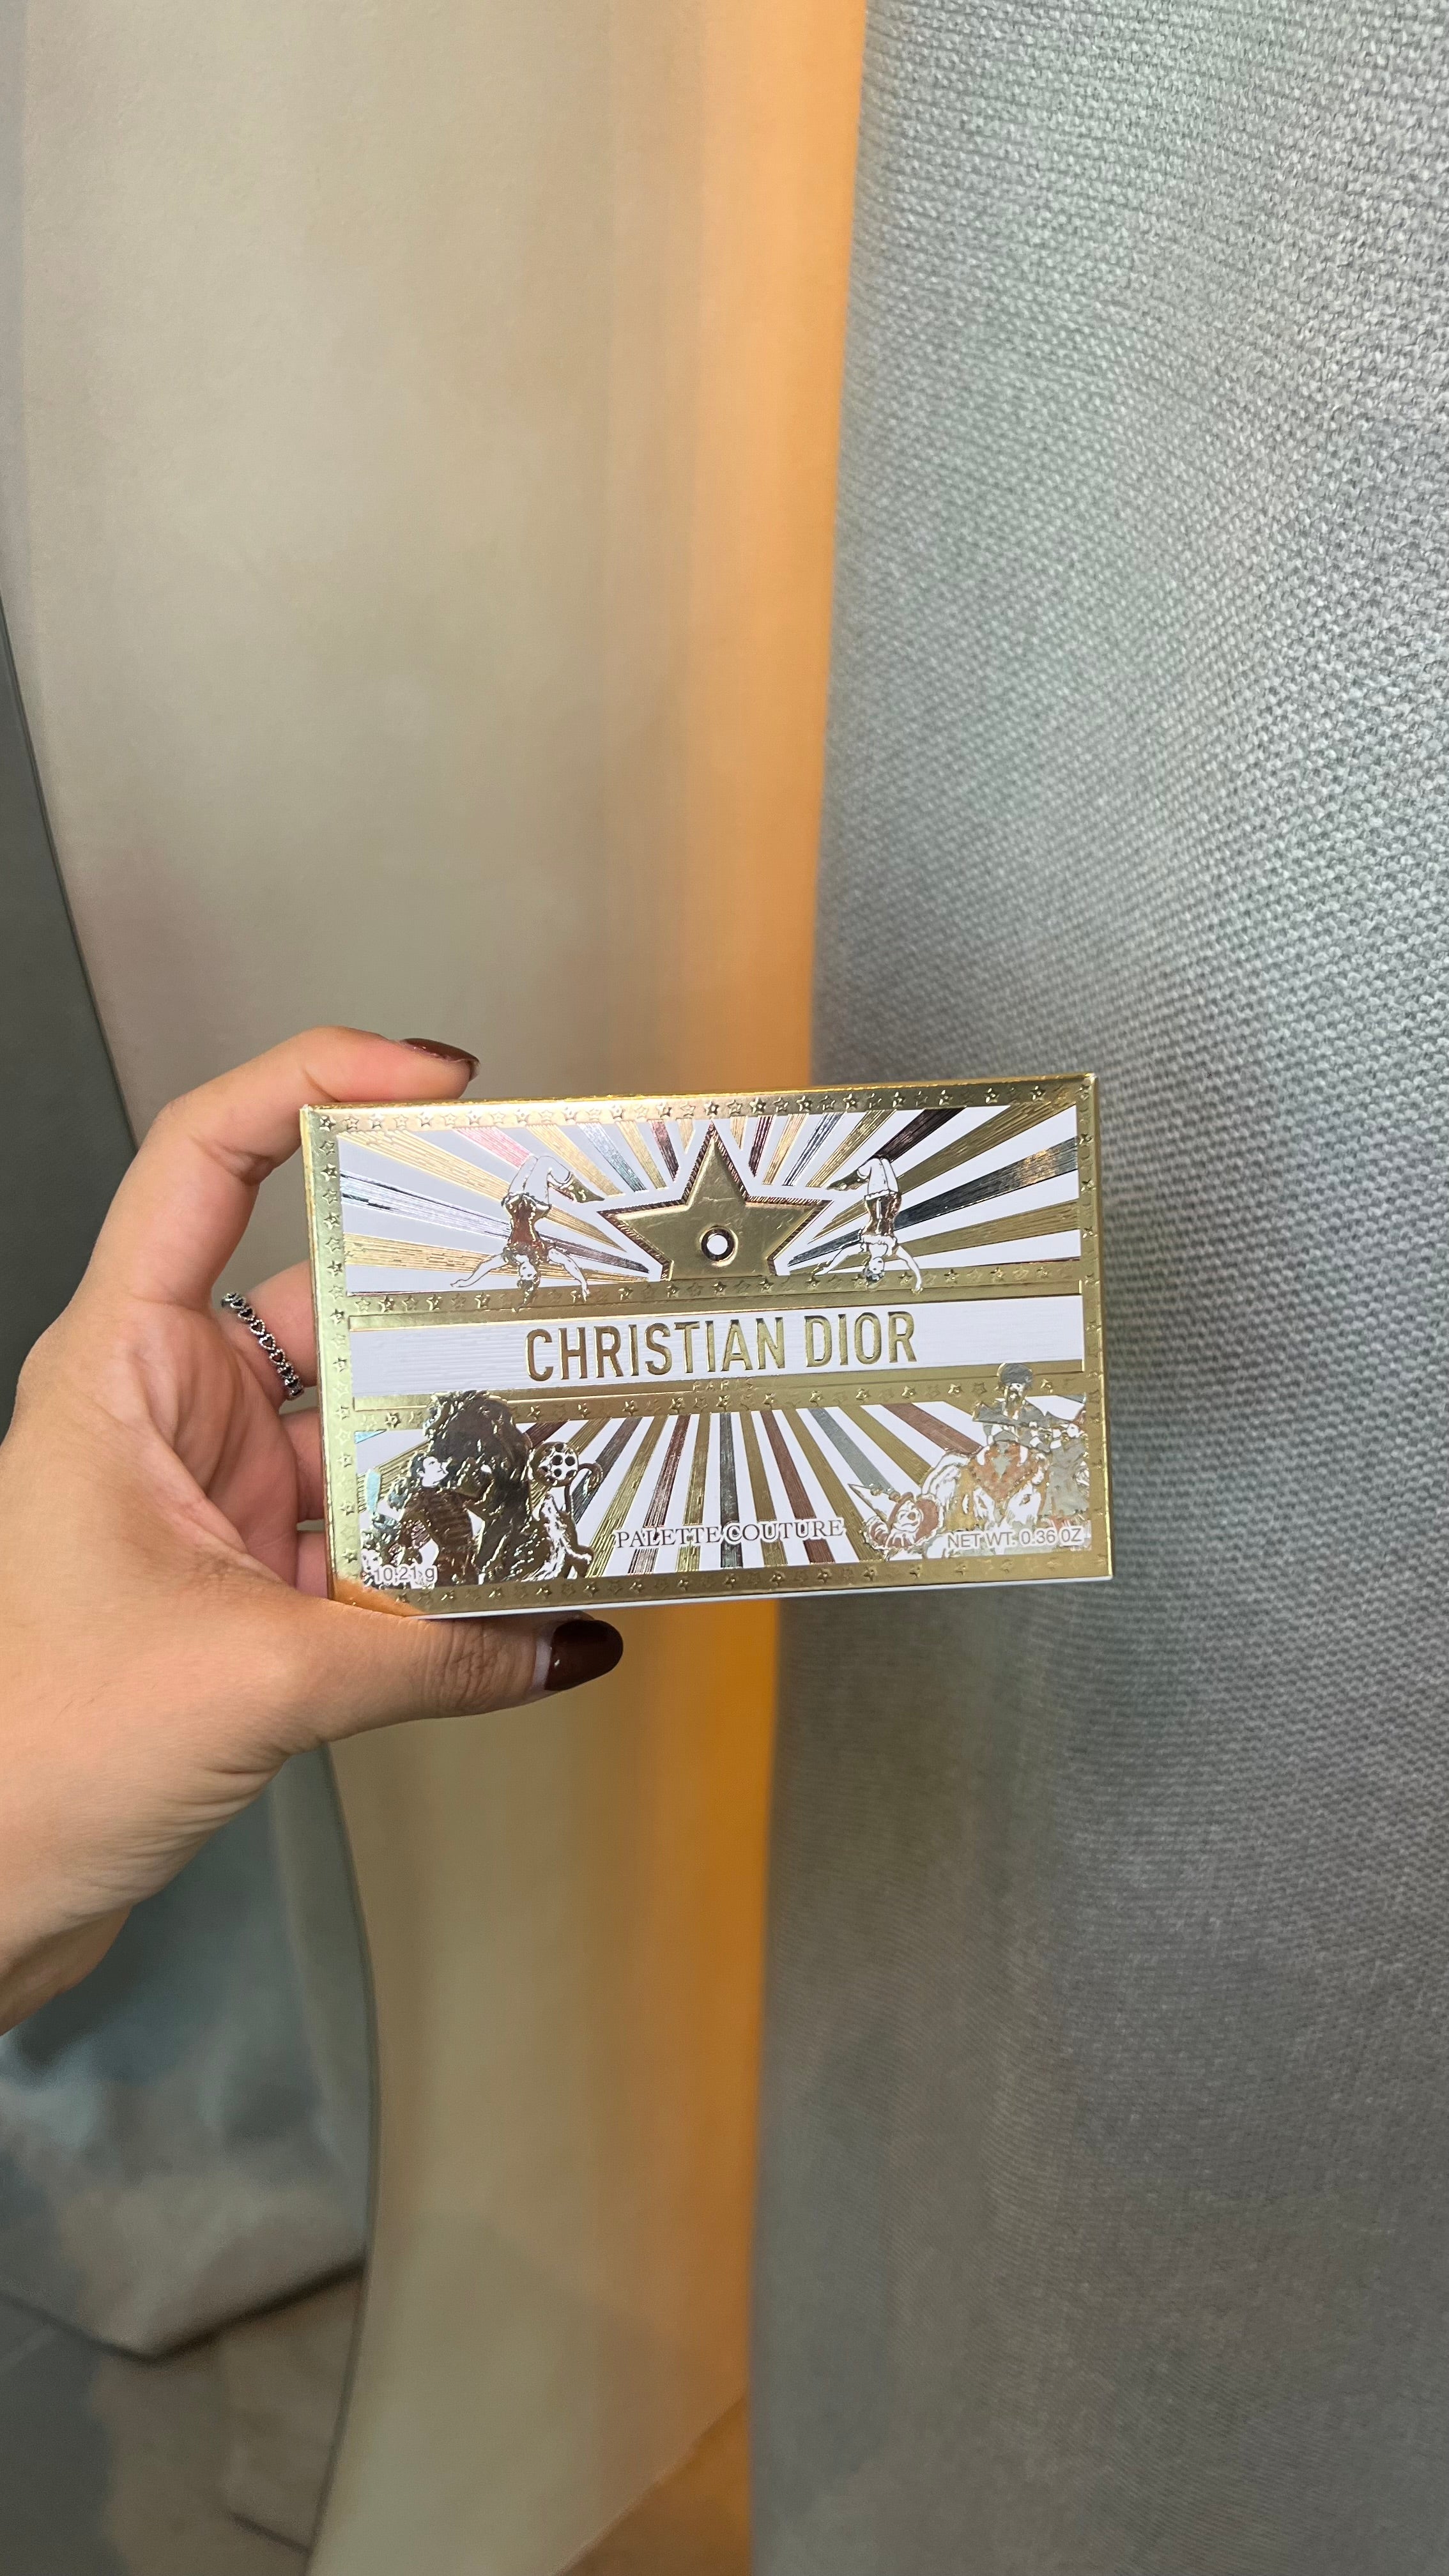 CHRISTIAN DIOR
PARIS
PALETTE COUTURE
NET WT. 0.36 OZ
10,21 g